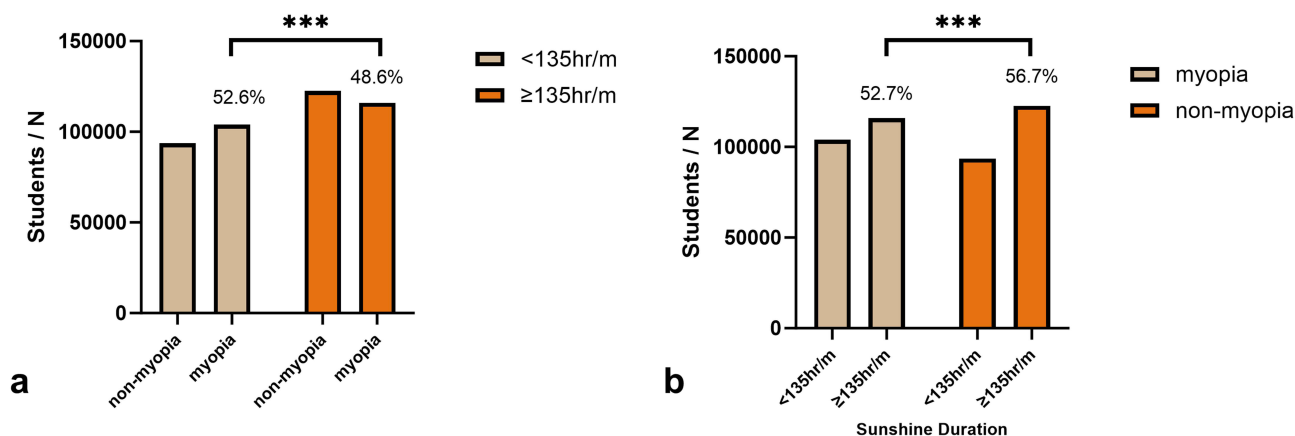 ***
150000
100000
50000
0
Students / N
52.6%
48.6%
<135hr/m
≥135hr/m
non-myopia
myopia
non-myopia
myopia
a
***
150000
100000
50000
0
Students / N
52.7%
56.7%
myopia
non-myopia
<135hr/m
≥135hr/m
<135hr/m
≥135hr/m
Sunshine Duration
b